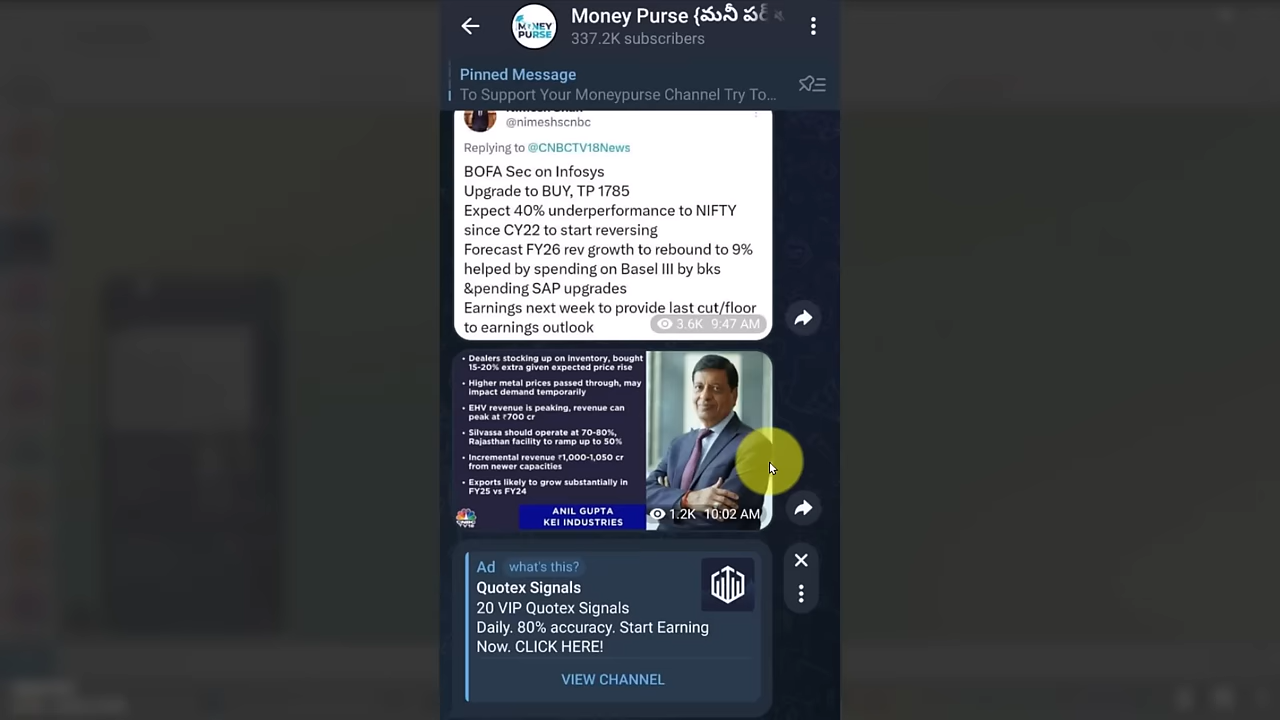 MONEY
PURSE
Money Purse {మనీ పర్
337.2K subscribers
Pinned Message
To Support Your Moneypurse Channel Try To...
@nimeshscnbc
Replying to @CNBCTV18News
BOFA Sec on Infosys
Upgrade to BUY, TP 1785
Expect 40% underperformance to NIFTY
since CY22 to start reversing
Forecast FY26 rev growth to rebound to 9%
helped by spending on Basel III by bks
&pending SAP upgrades
Earnings next week to provide last cut/floor
to earnings outlook
3.6K 9:47 AM
• Dealers stocking up on inventory, bought
15-20% extra given expected price rise
• Higher metal prices passed through, may
impact demand temporarily
• EHV revenue is peaking, revenue can
peak at ₹700 cr
• Silvassa should operate at 70-80%,
Rajasthan facility to ramp up to 50%
• Incremental revenue ₹1,000-1,050 cr
from newer capacities
• Exports likely to grow substantially in
FY25 vs FY24
ANIL GUPTA
KEI INDUSTRIES
1.2K 10:02 AM
Ad what's this?
Quotex Signals
20 VIP Quotex Signals
Daily. 80% accuracy. Start Earning
Now. CLICK HERE!
VIEW CHANNEL